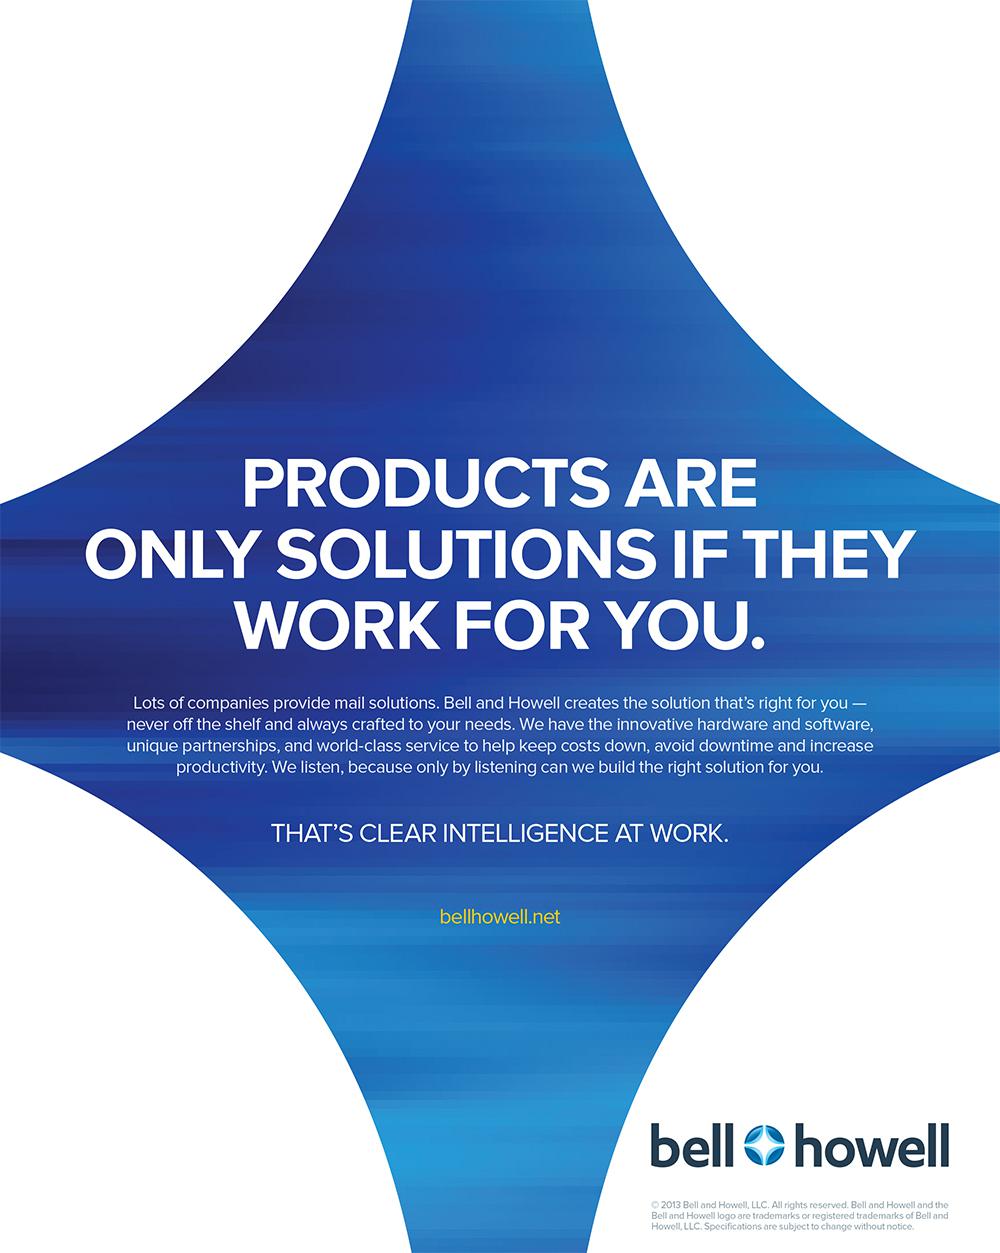 PRODUCTS ARE
ONLY SOLUTIONS IF THEY
WORK FOR YOU.
Lots of companies provide mail solutions. Bell and Howell creates the solution that’s right for you —
never off the shelf and always crafted to your needs. We have the innovative hardware and software,
unique partnerships, and world-class service to help keep costs down, avoid downtime and increase
productivity. We listen, because only by listening can we build the right solution for you.
THAT’S CLEAR INTELLIGENCE AT WORK.
bellhowell.net
bell howell
© 2013 Bell and Howell, LLC. All rights reserved. Bell and Howell and the
Bell and Howell logo are trademarks or registered trademarks of Bell and
Howell, LLC. Specifications are subject to change without notice.